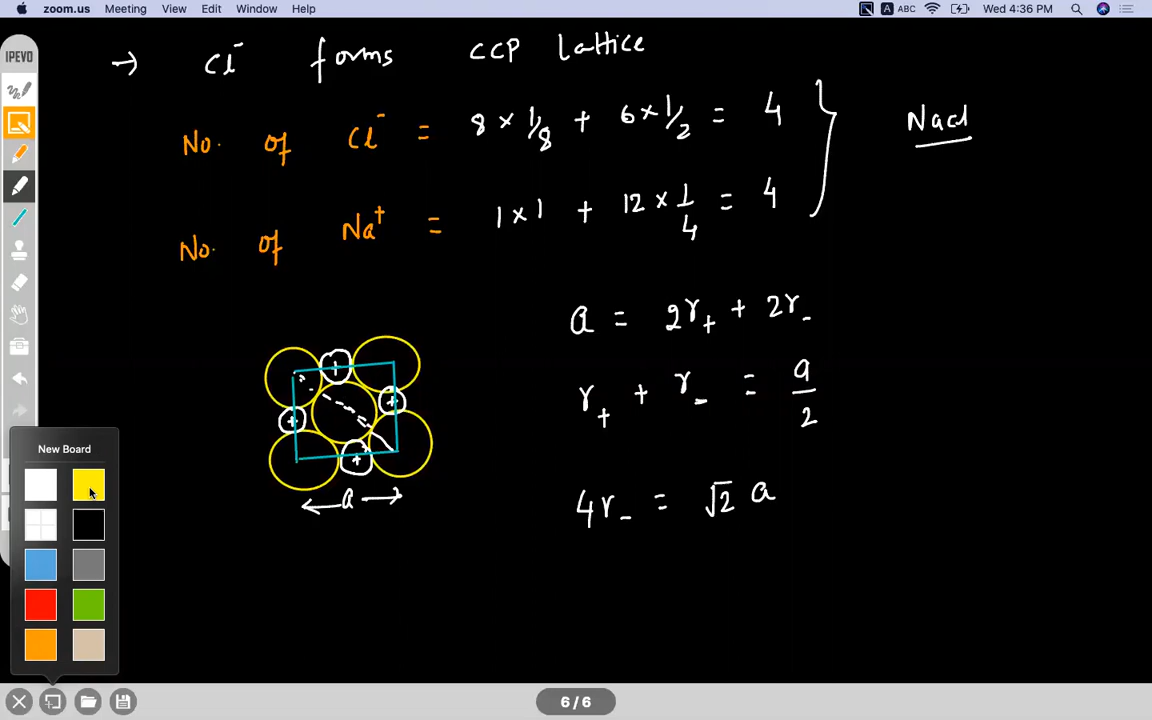 zoom.us Meeting View Edit Window Help A ABC Wed 4:36 PM
IPEVO
→ Cl⁻ forms CCP lattice
No. of Cl⁻ = 8 × 1/8 + 6 × 1/2 = 4
Nacl
No. of Na⁺ = 1 × 1 + 12 × 1/4 = 4
a = 2r₊ + 2r₋
r₊ + r₋ = a/2
+
+
+
+
← a →
4r₋ = √2 a
New Board
6 / 6